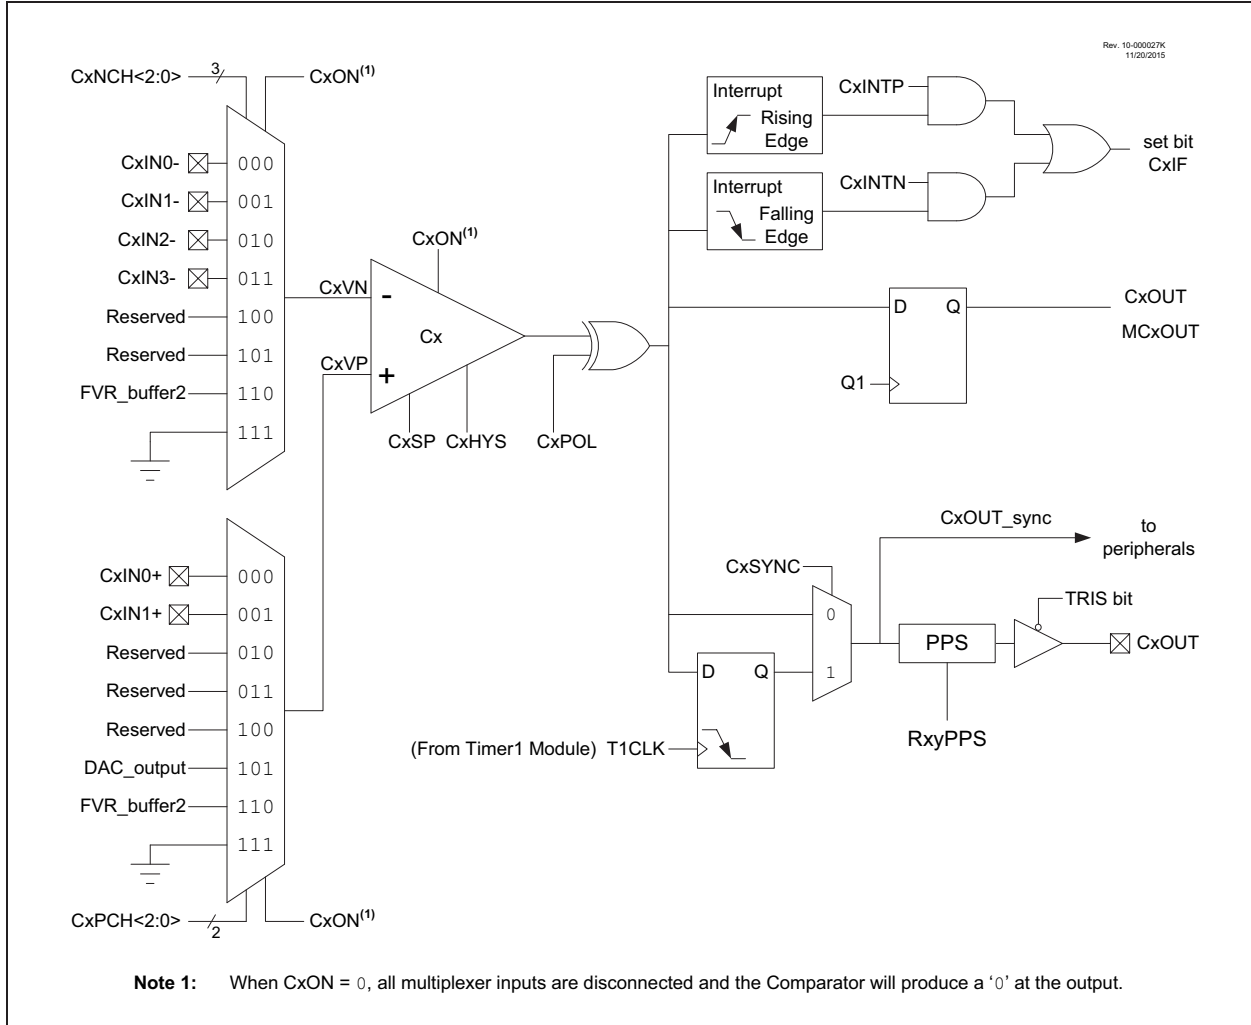 Rev. 10-000027K
11/20/2015
CxNCH<2:0>
3
CxON(1)
CxIN0-
000
CxIN1-
001
CxIN2-
010
CxIN3-
011
Reserved
100
Reserved
101
FVR_buffer2
110
111
CxVN
CxVP
CxON(1)
-
Cx
+
CxSP
CxHYS
CxPOL
Interrupt
Rising
Edge
CxINTP
Interrupt
Falling
Edge
CxINTN
set bit
CxIF
D
Q
Q1
CxOUT
MCxOUT
CxIN0+
000
CxIN1+
001
Reserved
010
Reserved
011
Reserved
100
DAC_output
101
FVR_buffer2
110
111
CxPCH<2:0>
2
CxON(1)
CxOUT_sync
to
peripherals
CxSYNC
0
1
D
Q
(From Timer1 Module) T1CLK
PPS
RxyPPS
TRIS bit
CxOUT
Note 1: When CxON = 0, all multiplexer inputs are disconnected and the Comparator will produce a ‘0’ at the output.